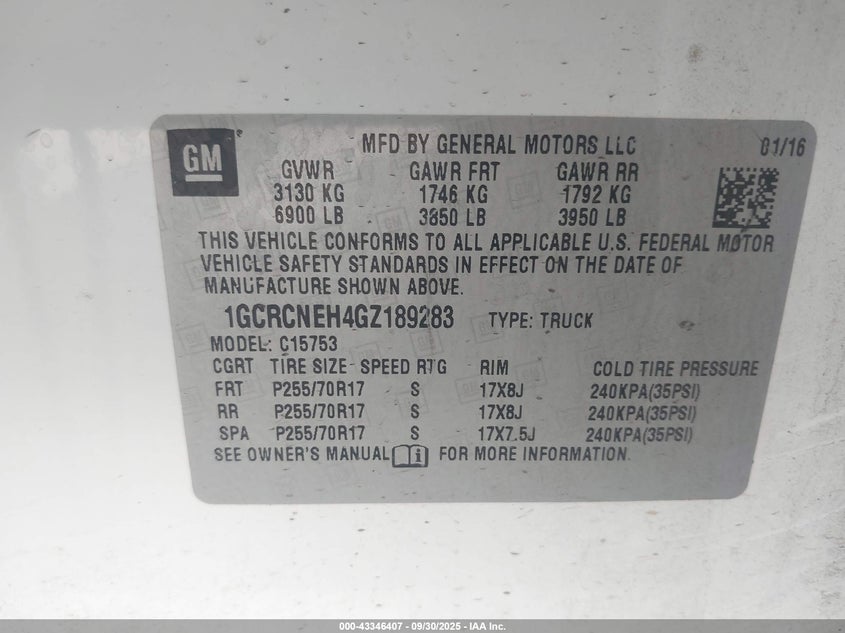 GM
MFD BY GENERAL MOTORS LLC 01/16
GVWR GAWR FRT GAWR RR
3130 KG 1746 KG 1792 KG
6900 LB 3850 LB 3950 LB
THIS VEHICLE CONFORMS TO ALL APPLICABLE U.S. FEDERAL MOTOR
VEHICLE SAFETY STANDARDS IN EFFECT ON THE DATE OF
MANUFACTURE SHOWN ABOVE.
1GCRCNEH4GZ189283 TYPE: TRUCK
MODEL: C15753
CGRT TIRE SIZE SPEED RTG RIM COLD TIRE PRESSURE
FRT P255/70R17 S 17X8J 240KPA(35PSI)
RR P255/70R17 S 17X8J 240KPA(35PSI)
SPA P255/70R17 S 17X7.5J 240KPA(35PSI)
SEE OWNER'S MANUAL FOR MORE INFORMATION.
000-43346407 - 09/30/2025 - IAA Inc.